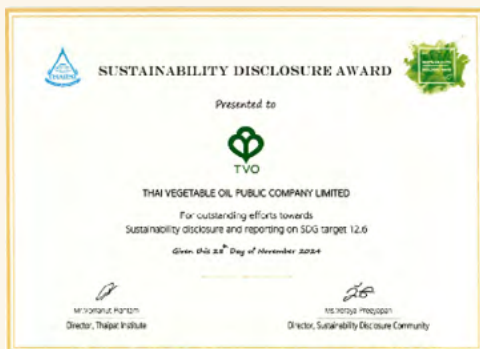 SUSTAINABILITY DISCLOSURE AWARD
Presented to
TVO
THAI VEGETABLE OIL PUBLIC COMPANY LIMITED
For outstanding efforts towards
Sustainability disclosure and reporting on SDG target 12.6
Given this 28th Day of November 2024
Director, Thaipat Institute
Director, Sustainability Disclosure Community